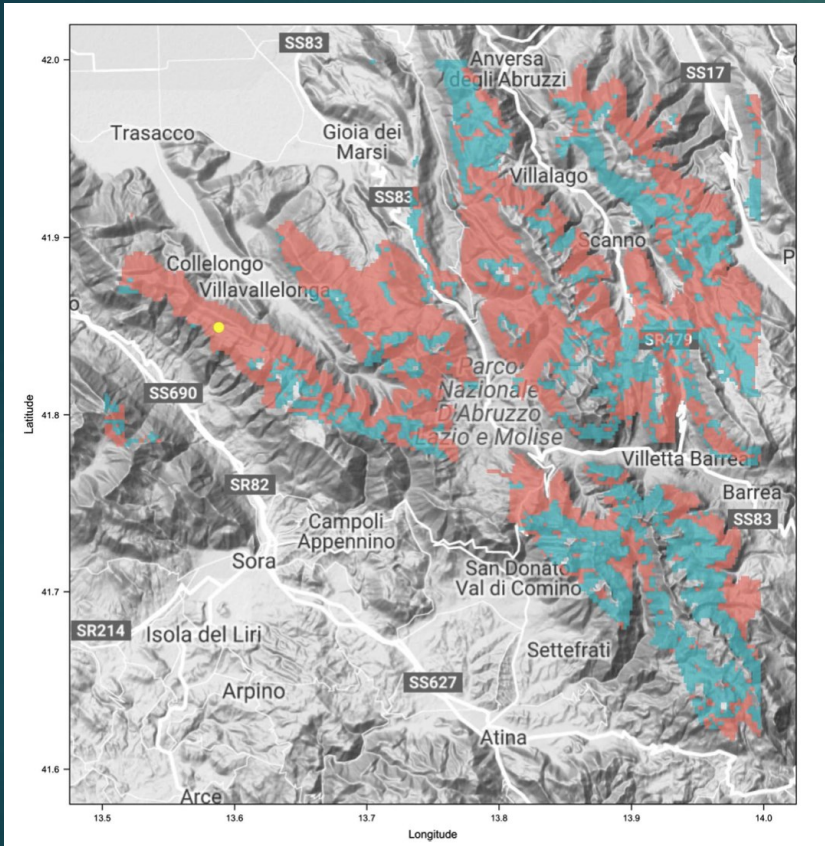 SS83
Anversa
degli Abruzzi
SS17
Trasacco
Gioia dei
Marsi
SS83
Villalago
Scanno
Collelongo
Villavallelonga
P
o
SR479
Parco
Nazionale
D'Abruzzo
Lazio e Molise
SS690
Villetta Barrea
Barrea
SS83
SR82
Campoli
Appennino
Sora
San Donato
Val di Comino
SR214
Isola del Liri
Settefrati
Arpino
SS627
Atina
Arce
42.0
41.9
41.8
41.7
41.6
Latitude
13.5 13.6 13.7 13.8 13.9 14.0
Longitude